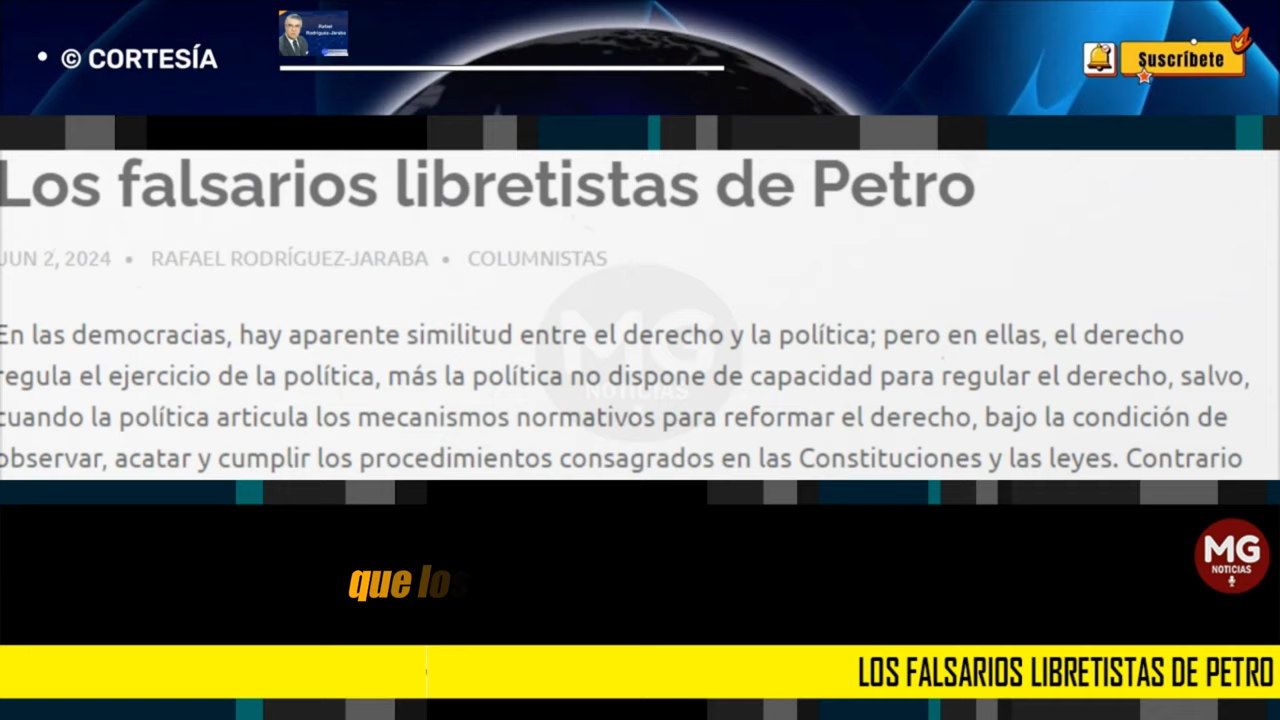 • © CORTESÍA
Rafael
Rodríguez-Jaraba
Suscríbete
Los falsarios libretistas de Petro
JUN 2, 2024 • RAFAEL RODRÍGUEZ-JARABA • COLUMNISTAS
En las democracias, hay aparente similitud entre el derecho y la política; pero en ellas, el derecho
regula el ejercicio de la política, más la política no dispone de capacidad para regular el derecho, salvo,
cuando la política articula los mecanismos normativos para reformar el derecho, bajo la condición de
observar, acatar y cumplir los procedimientos consagrados en las Constituciones y las leyes. Contrario
MG
NOTICIAS
que los
MG
NOTICIAS
LOS FALSARIOS LIBRETISTAS DE PETRO